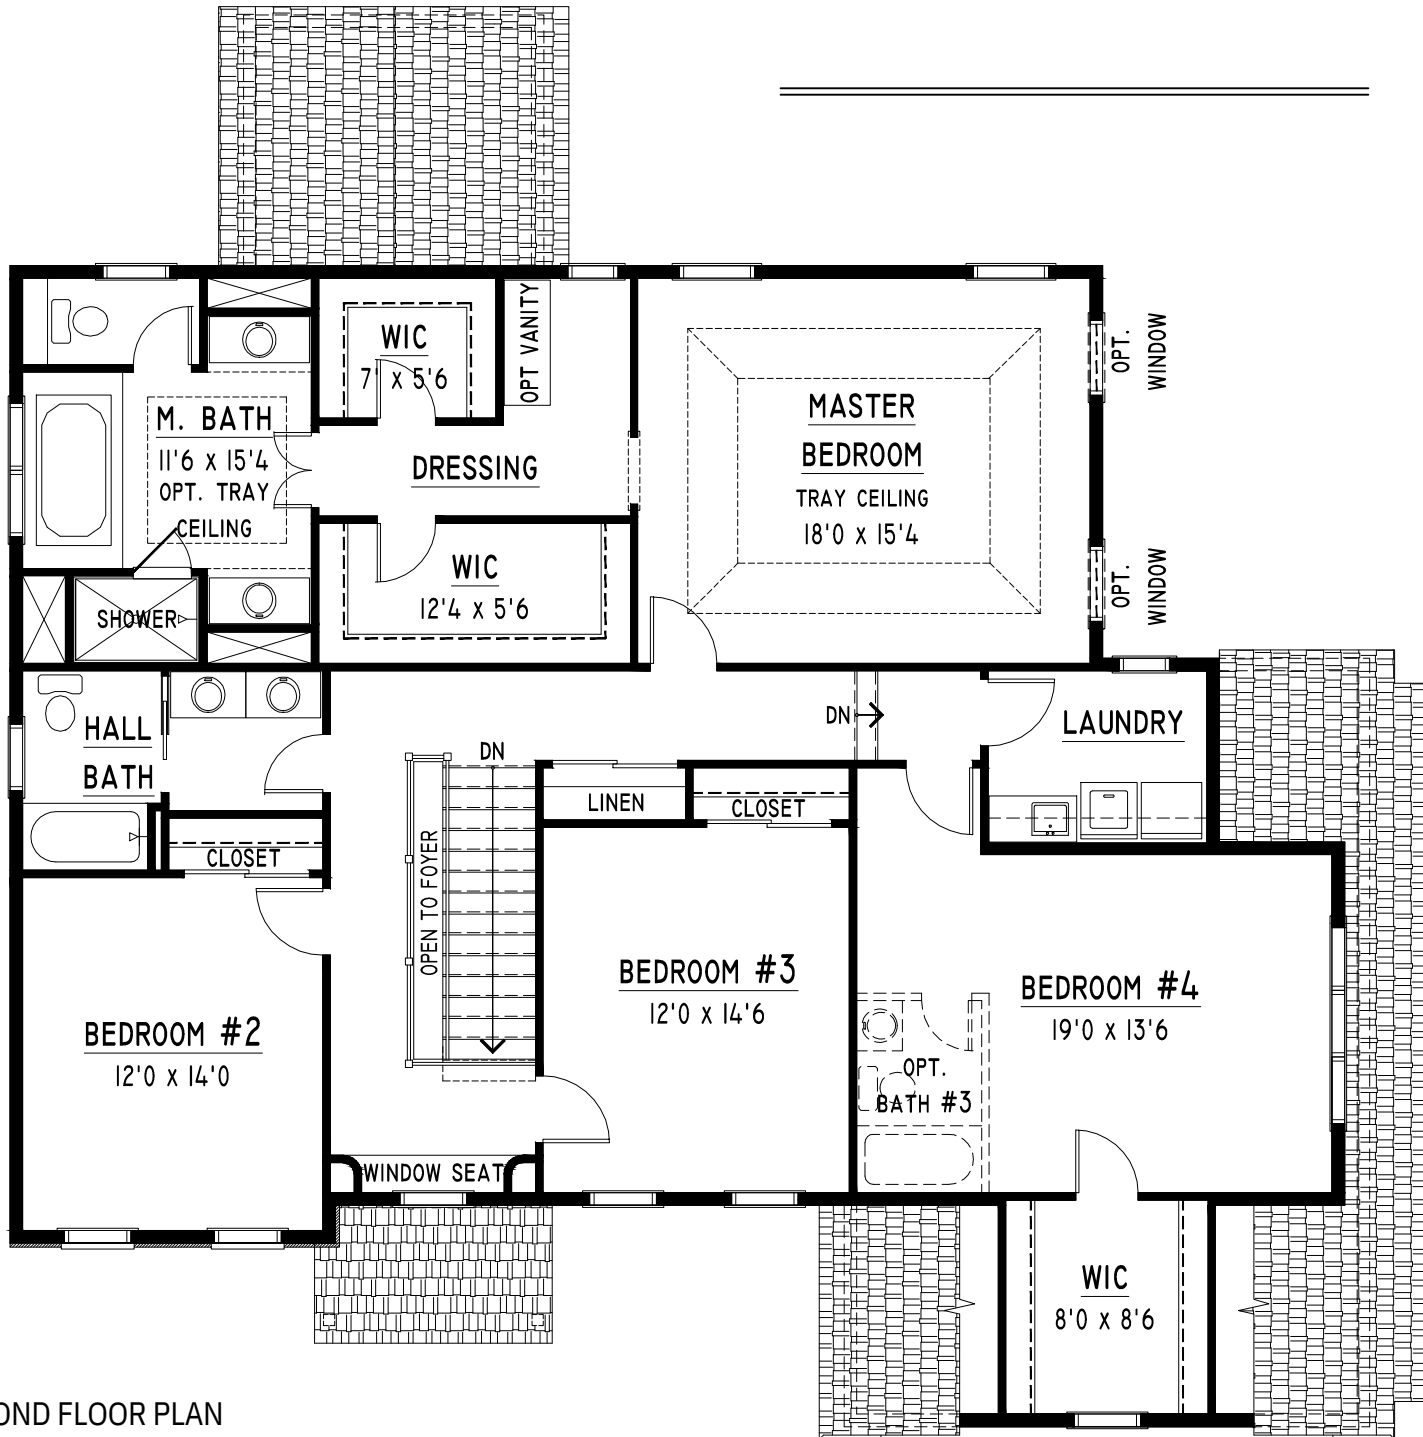 WIC
7' X 5'6
OPT VANITY
OPT.
WINDOW
M. BATH
11'6 X 15'4
OPT. TRAY
CEILING
DRESSING
MASTER
BEDROOM
TRAY CEILING
18'0 X 15'4
WIC
12'4 X 5'6
OPT.
WINDOW
SHOWER
HALL
BATH
DN
DN
LAUNDRY
LINEN
CLOSET
CLOSET
OPEN TO FOYER
BEDROOM #3
12'0 X 14'6
BEDROOM #4
19'0 X 13'6
BEDROOM #2
12'0 X 14'0
OPT.
BATH #3
WINDOW SEAT
WIC
8'0 X 8'6
OND FLOOR PLAN